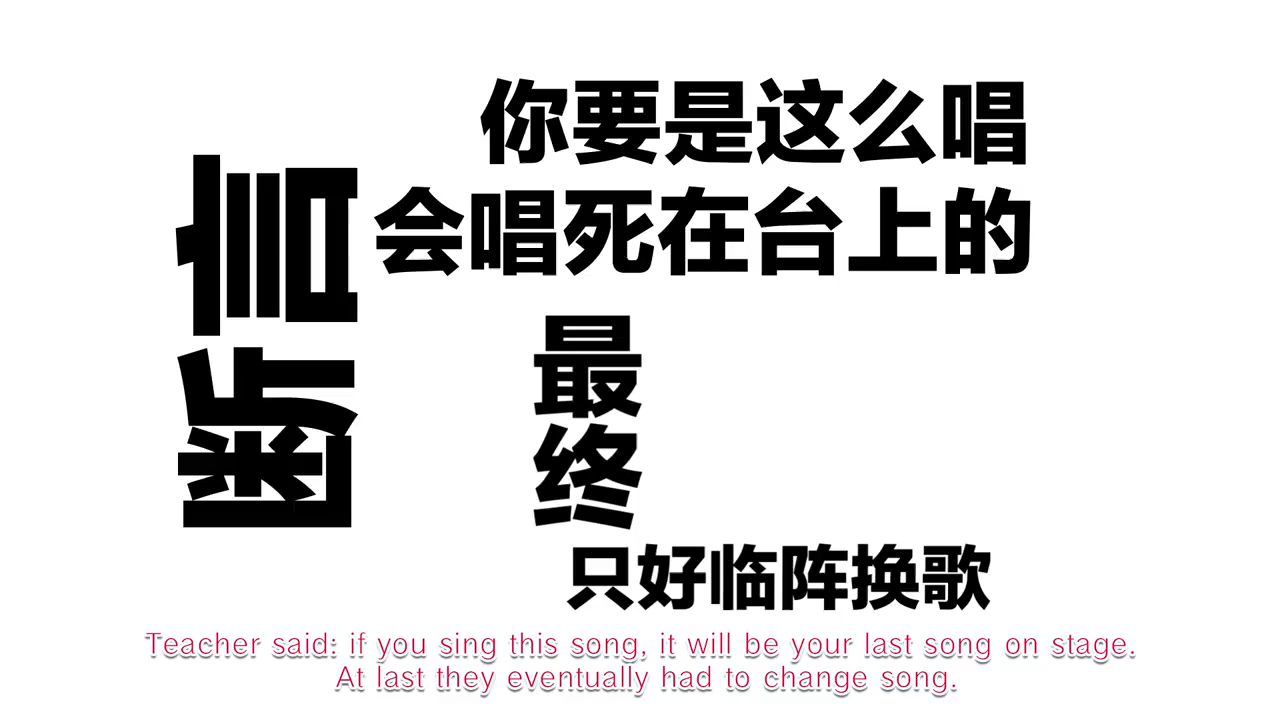 断言
你要是这么唱
会唱死在台上的
最终
只好临阵换歌
Teacher said: if you sing this song, it will be your last song on stage.
At last they eventually had to change song.